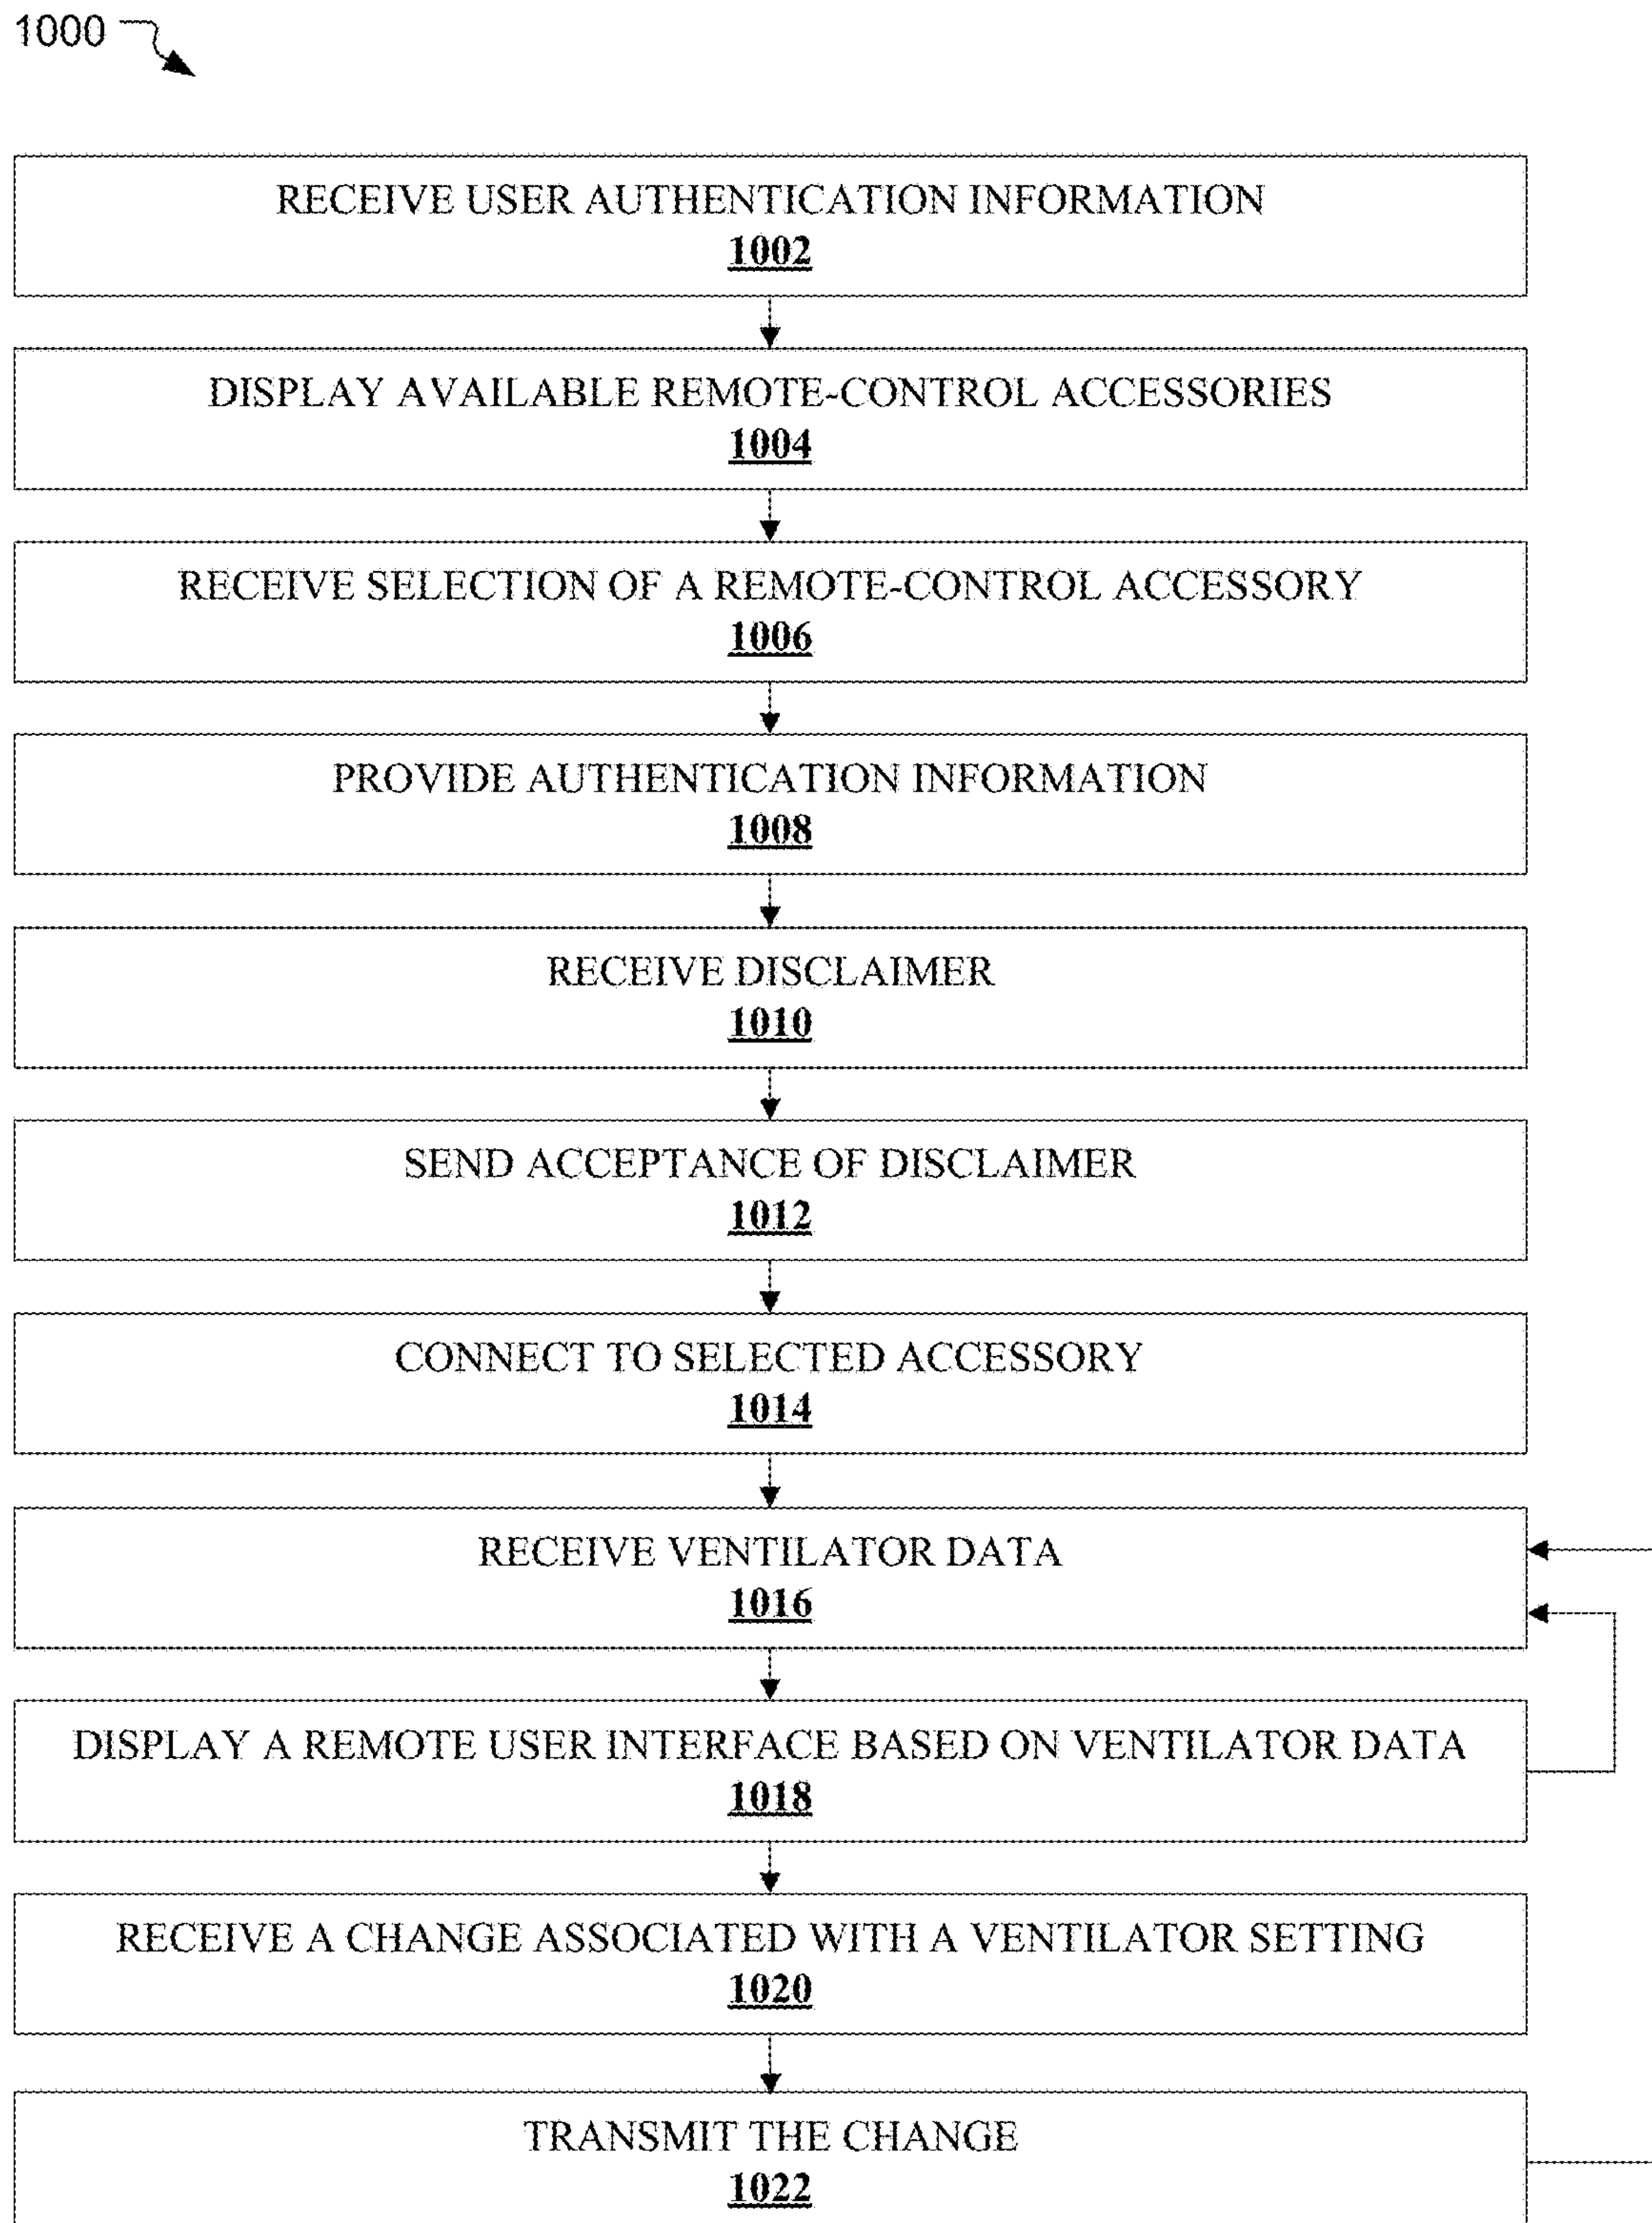 1000
RECEIVE USER AUTHENTICATION INFORMATION
1002
DISPLAY AVAILABLE REMOTE-CONTROL ACCESSORIES
1004
RECEIVE SELECTION OF A REMOTE-CONTROL ACCESSORY
1006
PROVIDE AUTHENTICATION INFORMATION
1008
RECEIVE DISCLAIMER
1010
SEND ACCEPTANCE OF DISCLAIMER
1012
CONNECT TO SELECTED ACCESSORY
1014
RECEIVE VENTILATOR DATA
1016
DISPLAY A REMOTE USER INTERFACE BASED ON VENTILATOR DATA
1018
RECEIVE A CHANGE ASSOCIATED WITH A VENTILATOR SETTING
1020
TRANSMIT THE CHANGE
1022